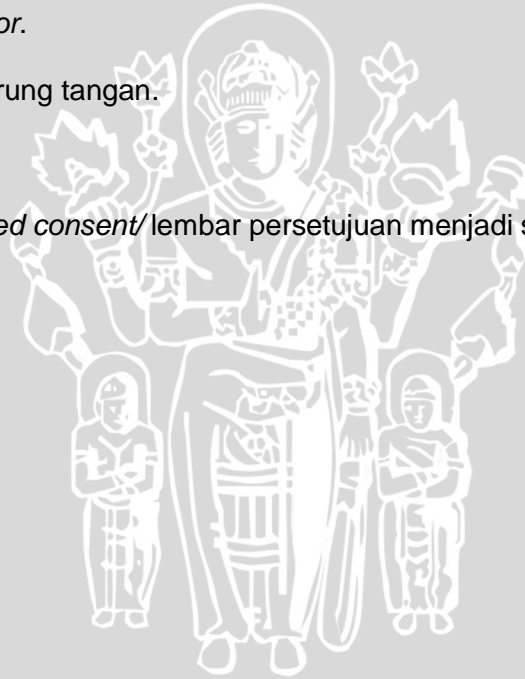 or.
rung tangan.
ed consent/ lembar persetujuan menjadi s